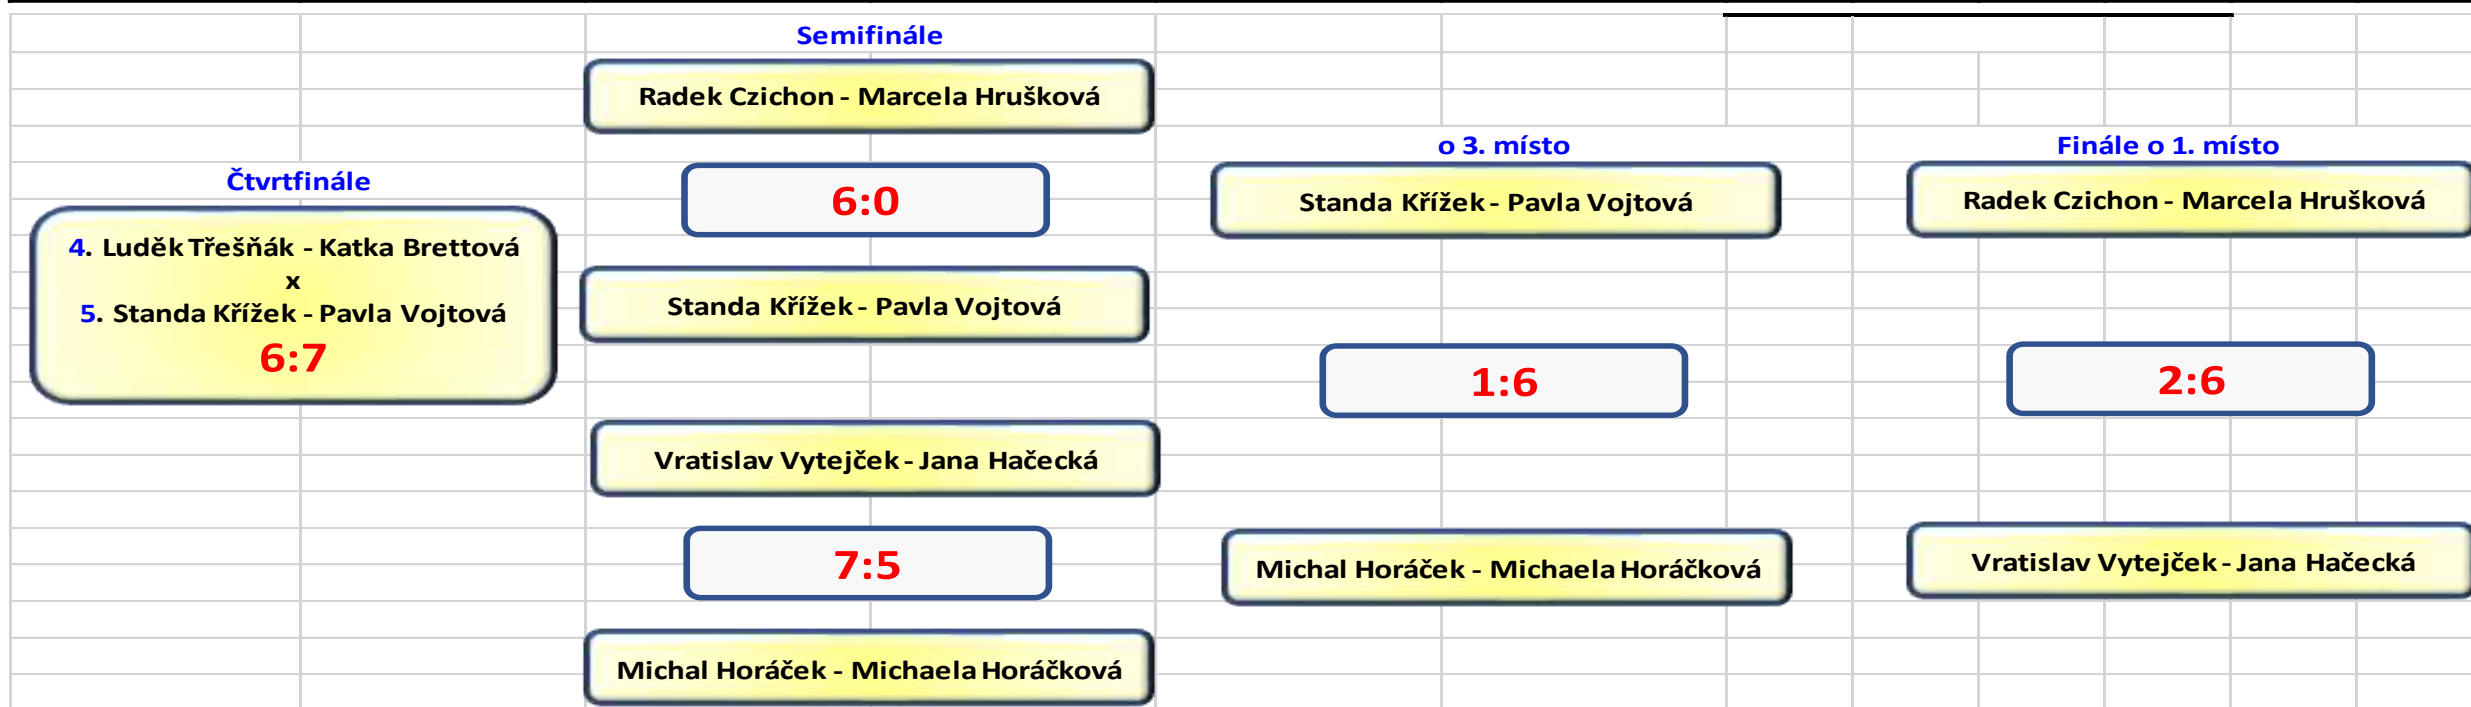 Čtvrtfinále
4. Luděk Třešňák - Katka Brettová
x
5. Standa Křížek - Pavla Vojtová
6:7
Semifinále
Radek Czichon - Marcela Hrušková
6:0
Standa Křížek - Pavla Vojtová
Vratislav Vytejček - Jana Hačecká
7:5
Michal Horáček - Michaela Horáčková
o 3. místo
Standa Křížek - Pavla Vojtová
1:6
Michal Horáček - Michaela Horáčková
Finále o 1. místo
Radek Czichon - Marcela Hrušková
2:6
Vratislav Vytejček - Jana Hačecká